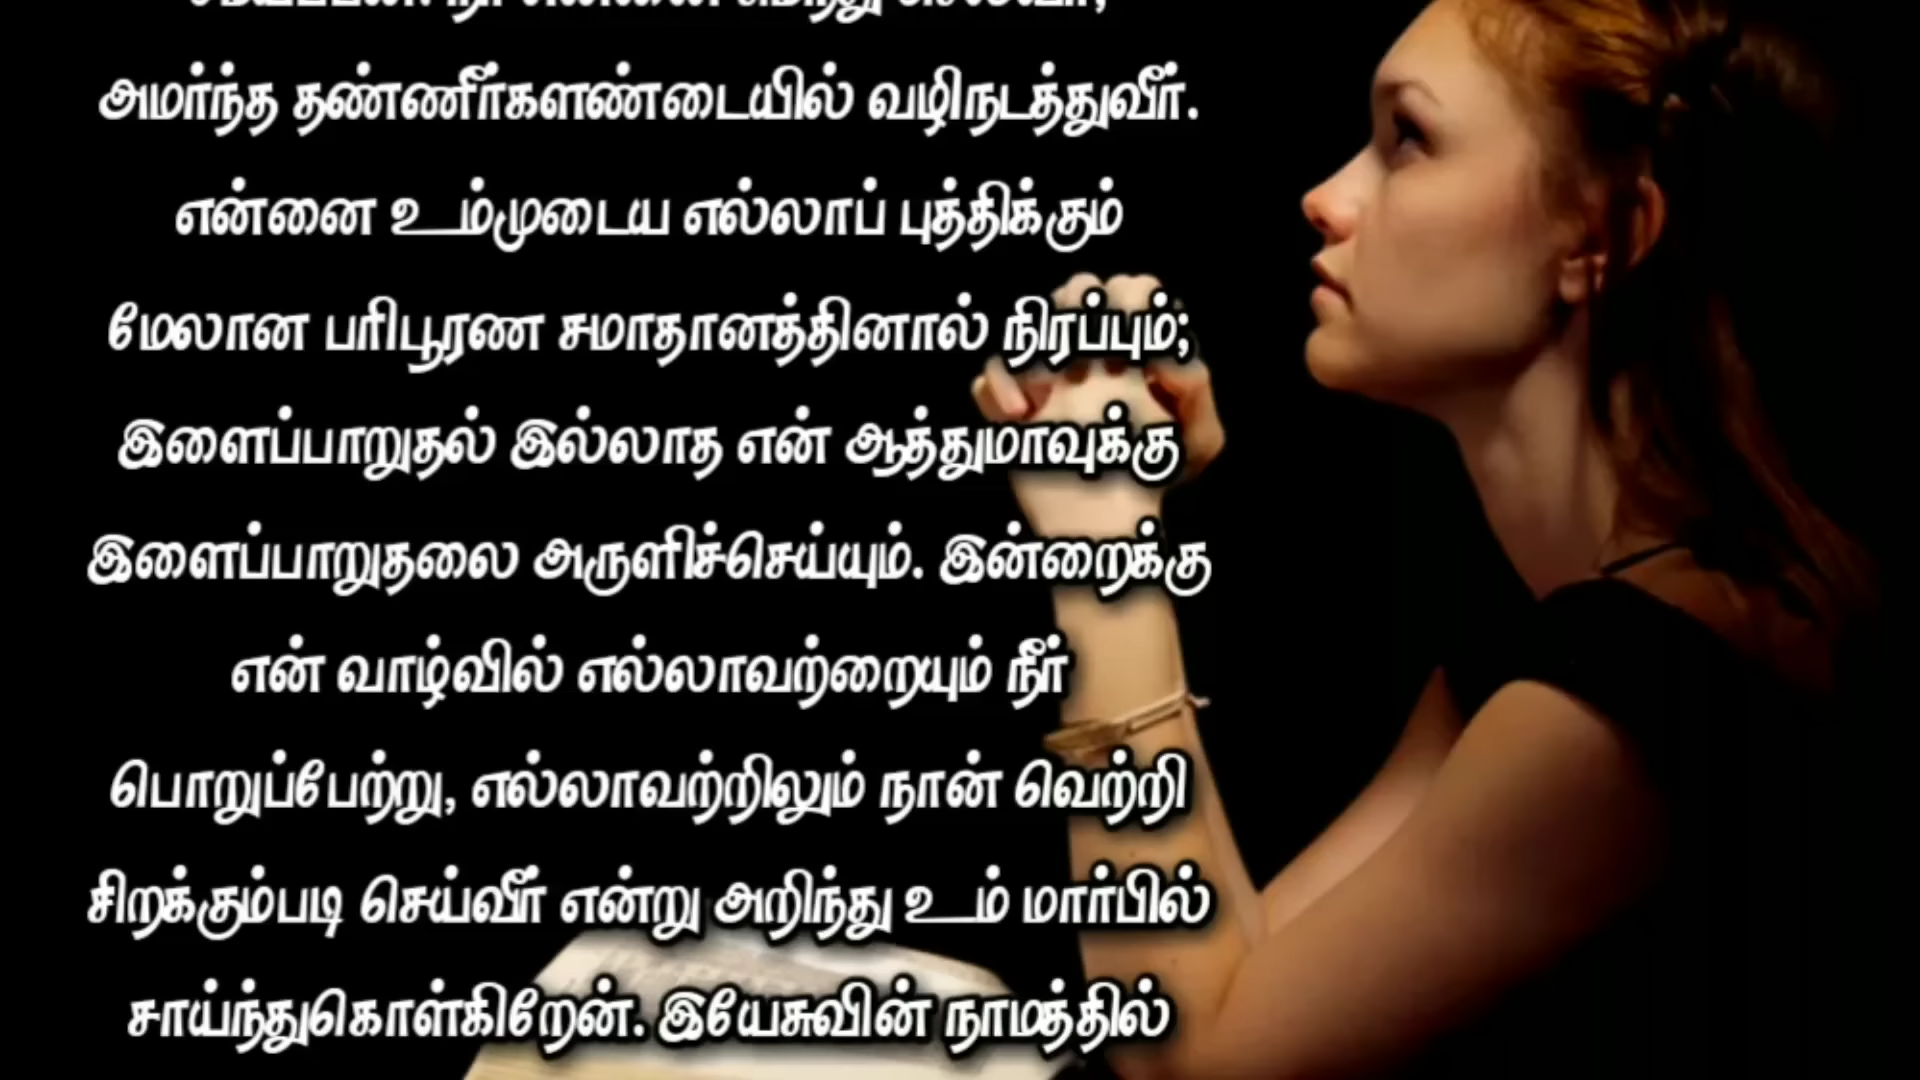 அமர்ந்த தண்ணீர்களண்டையில் வழிநடத்துவீர்.
என்னை உம்முடைய எல்லாப் புத்திக்கும்
மேலான பரிபூரண சமாதானத்தினால் நிரப்பும்;
இளைப்பாறுதல் இல்லாத என் ஆத்துமாவுக்கு
இளைப்பாறுதலை அருளிச்செய்யும். இன்றைக்கு
என் வாழ்வில் எல்லாவற்றையும் நீர்
பொறுப்பேற்று, எல்லாவற்றிலும் நான் வெற்றி
சிறக்கும்படி செய்வீர் என்று அறிந்து உம் மார்பில்
சாய்ந்துகொள்கிறேன். இயேசுவின் நாமத்தில்